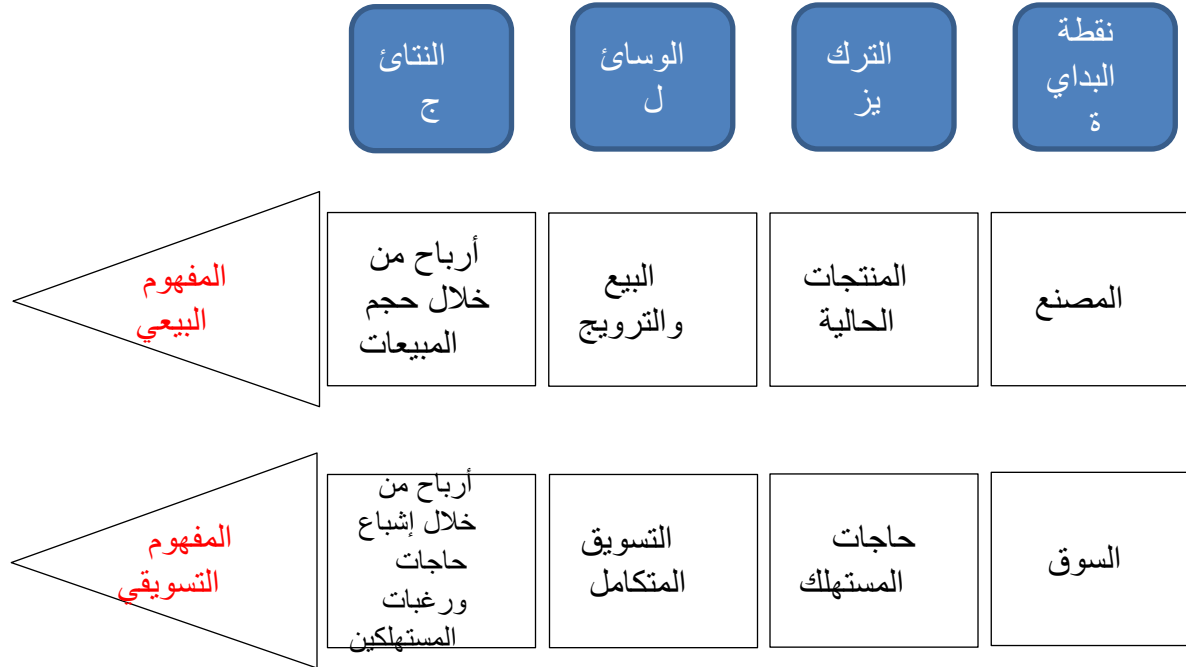 نقطة
البداي
ة
الترك
يز
الوسائ
ل
النتائ
ج
المصنع
المنتجات
الحالية
البيع
والترويج
أرباح من
خلال حجم
المبيعات
المفهوم
البيعي
السوق
حاجات
المستهلك
التسويق
المتكامل
أرباح من
خلال إشباع
حاجات
ورغبات
المستهلكين
المفهوم
التسويقي